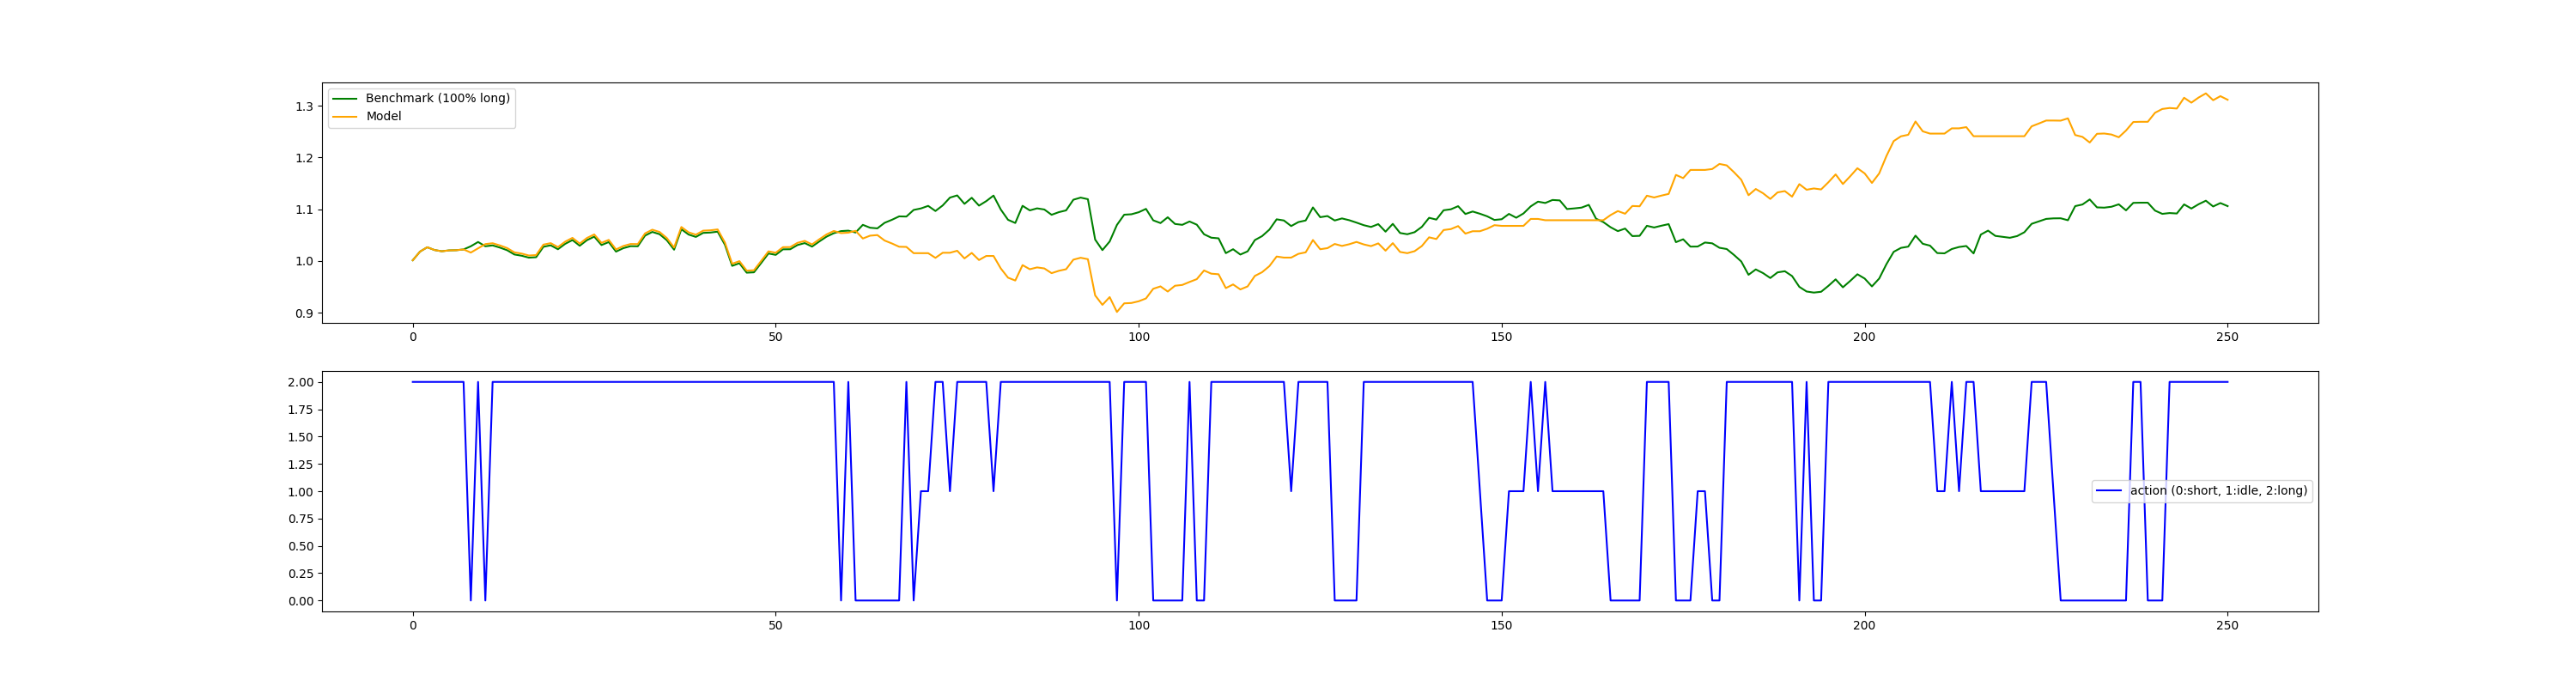 Benchmark (100% long)
Model
1.3
1.2
1.1
1.0
0.9
0 50 100 150 200 250
2.00
1.75
1.50
1.25
1.00
0.75
0.50
0.25
0.00
action (0:short, 1:idle, 2:long)
0 50 100 150 200 250